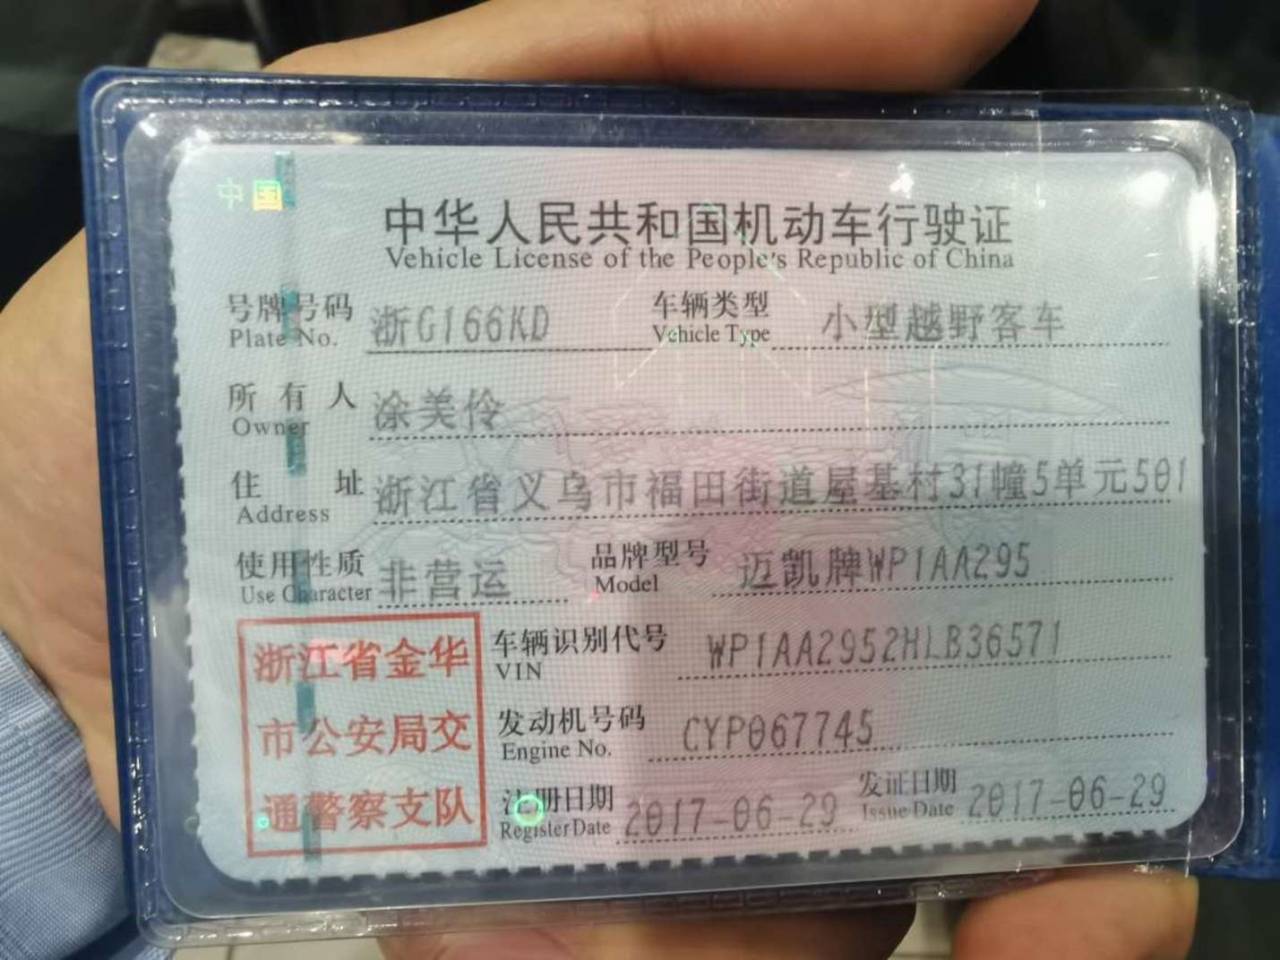 中国
中华人民共和国机动车行驶证
Vehicle License of the People's Republic of China
号牌号码 浙G166KD 车辆类型 小型越野客车
Plate No. Vehicle Type
所有人 涂美伶
Owner
住址 浙江省义乌市福田街道屋基村31幢5单元501
Address
使用性质 非营运 品牌型号 迈凯牌WP1AA295
Use Character Model
浙江省金华
市公安局交
通警察支队
车辆识别代号 WP1AA2952HLB36571
VIN
发动机号码 CYP067745
Engine No.
注册日期 2017-06-29 发证日期 2017-06-29
Register Date Issue Date